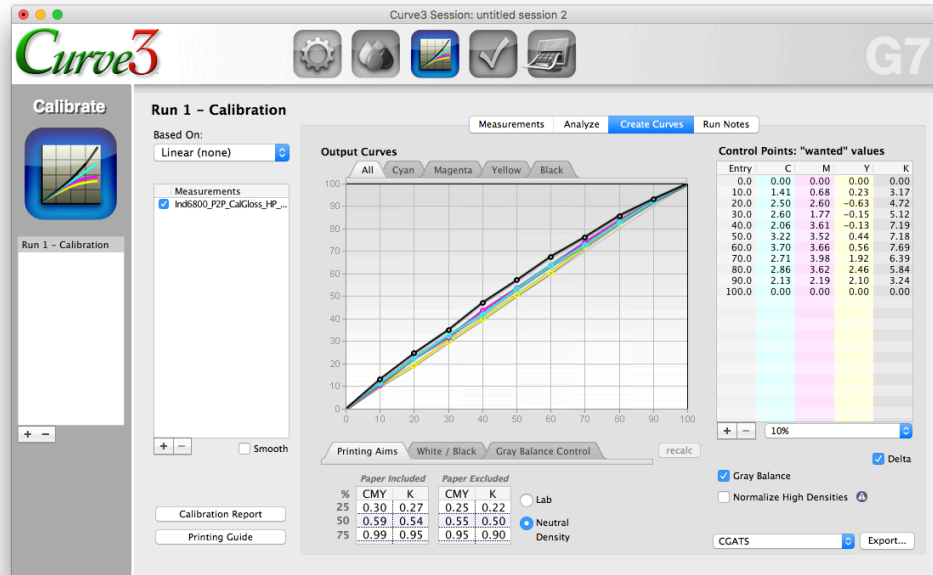 Curve3 Session: untitled session 2
Curve3
G7
Calibrate
Run 1 – Calibration
+ −
Run 1 – Calibration
Based On:
Linear (none)
Measurements
Ind6800_P2P_CalGloss_HP_...
+ −
Smooth
Calibration Report
Printing Guide
Measurements Analyze Create Curves Run Notes
Output Curves
All Cyan Magenta Yellow Black
100
90
80
70
60
50
40
30
20
10
0
0 10 20 30 40 50 60 70 80 90 100
Printing Aims White / Black Gray Balance Control recalc
Paper Included Paper Excluded
% CMY K CMY K
25 0.30 0.27 0.25 0.22
50 0.59 0.54 0.55 0.50
75 0.99 0.95 0.95 0.90
Lab
Neutral
Density
Control Points: "wanted" values
Entry C M Y K
0.0 0.00 0.00 0.00 0.00
10.0 1.41 0.68 0.23 3.17
20.0 2.50 2.60 −0.63 4.72
30.0 2.60 1.77 −0.15 5.12
40.0 2.06 3.61 −0.13 7.19
50.0 3.22 3.52 0.44 7.18
60.0 3.70 3.66 0.56 7.69
70.0 2.71 3.98 1.92 6.39
80.0 2.86 3.62 2.46 5.84
90.0 2.13 2.19 2.10 3.24
100.0 0.00 0.00 0.00 0.00
+ − 10%
Delta
Gray Balance
Normalize High Densities
CGATS Export...